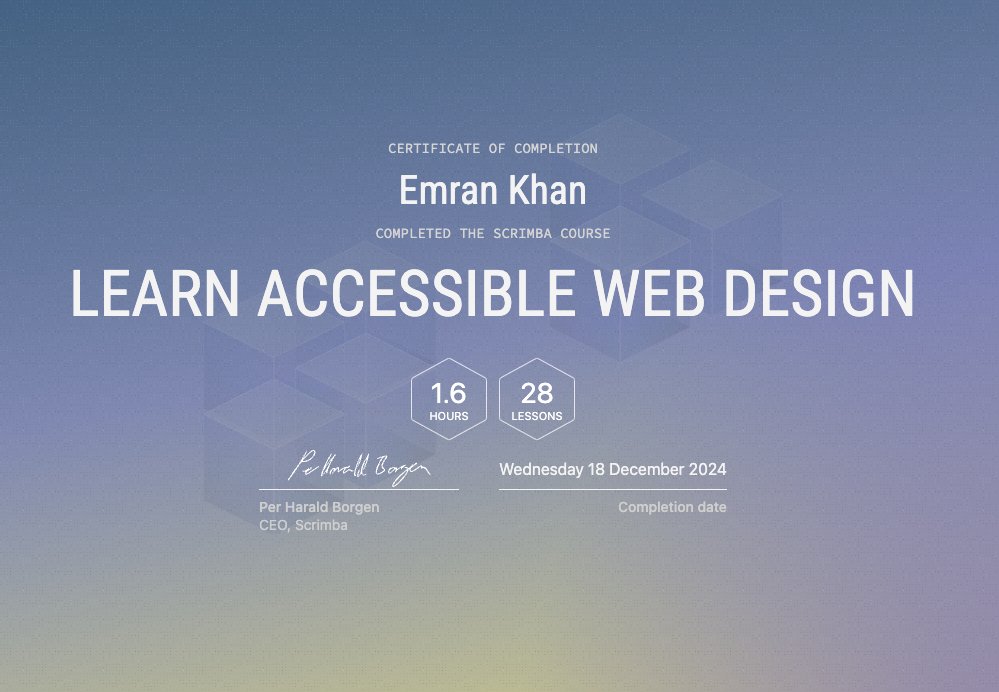 CERTIFICATE OF COMPLETION
Emran Khan
COMPLETED THE SCRIMBA COURSE
LEARN ACCESSIBLE WEB DESIGN
1.6
HOURS
28
LESSONS
Per Harald Borgen
Wednesday 18 December 2024
Per Harald Borgen
CEO, Scrimba
Completion date